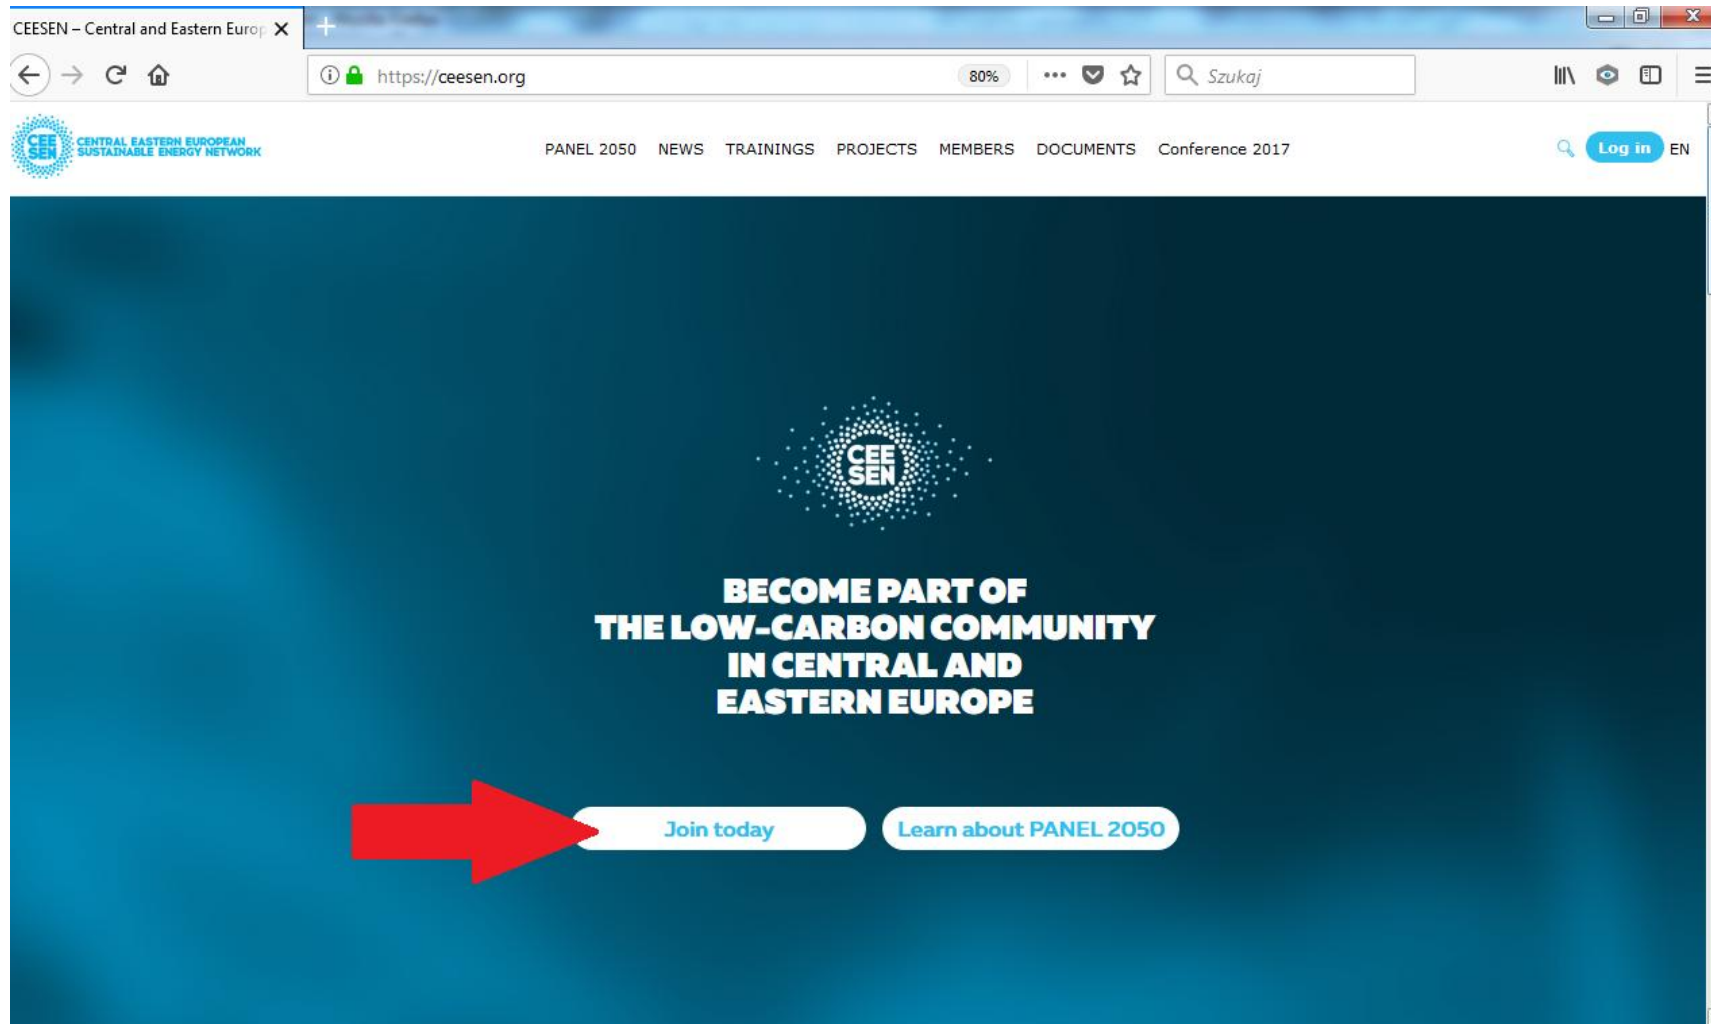 CEESEN – Central and Eastern Europ
https://ceesen.org
80%
Szukaj
CEE
SEN
CENTRAL EASTERN EUROPEAN
SUSTAINABLE ENERGY NETWORK
PANEL 2050 NEWS TRAININGS PROJECTS MEMBERS DOCUMENTS Conference 2017
Log in EN
CEE
SEN
BECOME PART OF
THE LOW-CARBON COMMUNITY
IN CENTRAL AND
EASTERN EUROPE
Join today
Learn about PANEL 2050